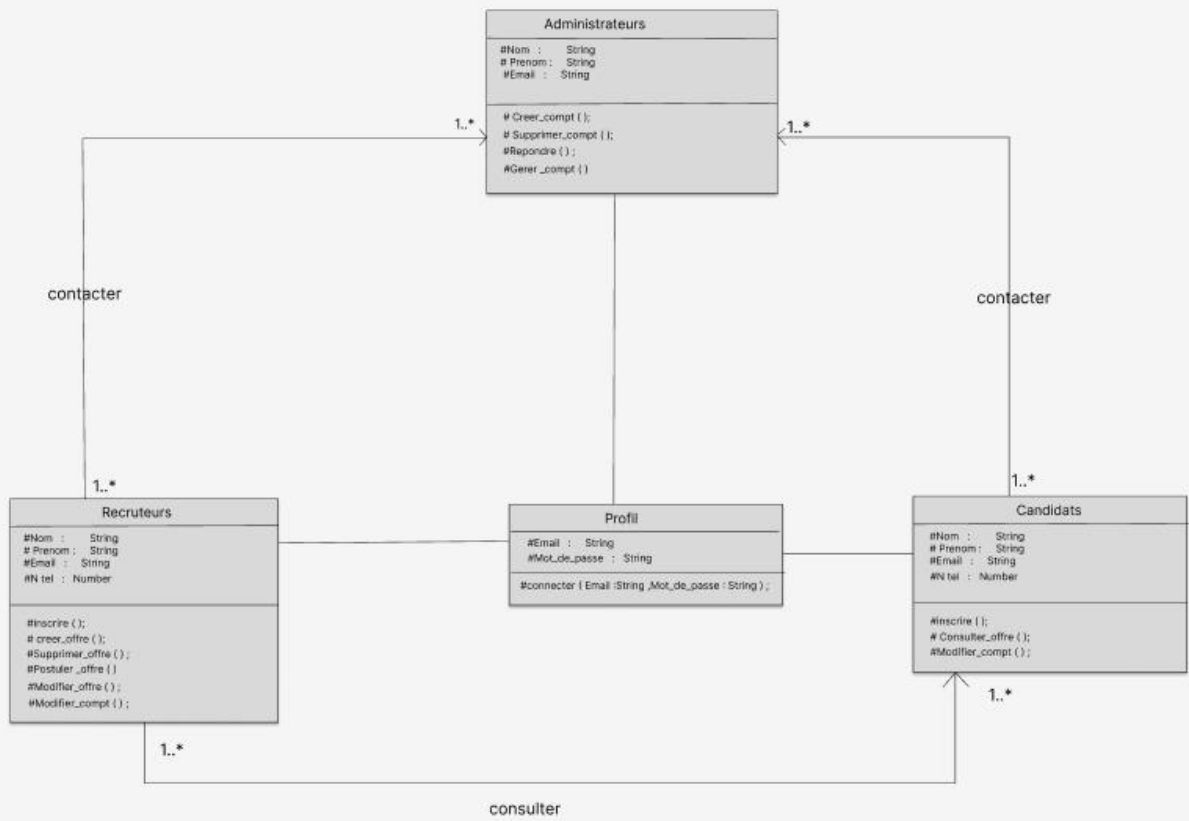 Administrateurs
#Nom : String
# Prenom : String
#Email : String
# Creer_compt ( );
# Supprimer_compt ( );
#Repondre ( ) ;
#Gerer _compt ( )
1..*
1..*
contacter
contacter
1..*
1..*
Recruteurs
#Nom : String
# Prenom : String
#Email : String
#N tel : Number
#inscrire ( );
# creer_offre ( );
#Supprimer_offre ( ) ;
#Postuler _offre ( )
#Modifier_offre ( ) ;
#Modifier_compt ( ) ;
Profil
#Email : String
#Mot_de_passe : String
#connecter ( Email :String ,Mot_de_passe : String ) ;
Candidats
#Nom : String
# Prenom : String
#Email : String
#N tel : Number
#inscrire ( );
# Consulter_offre ( );
#Modifier_compt ( ) ;
1..*
1..*
consulter